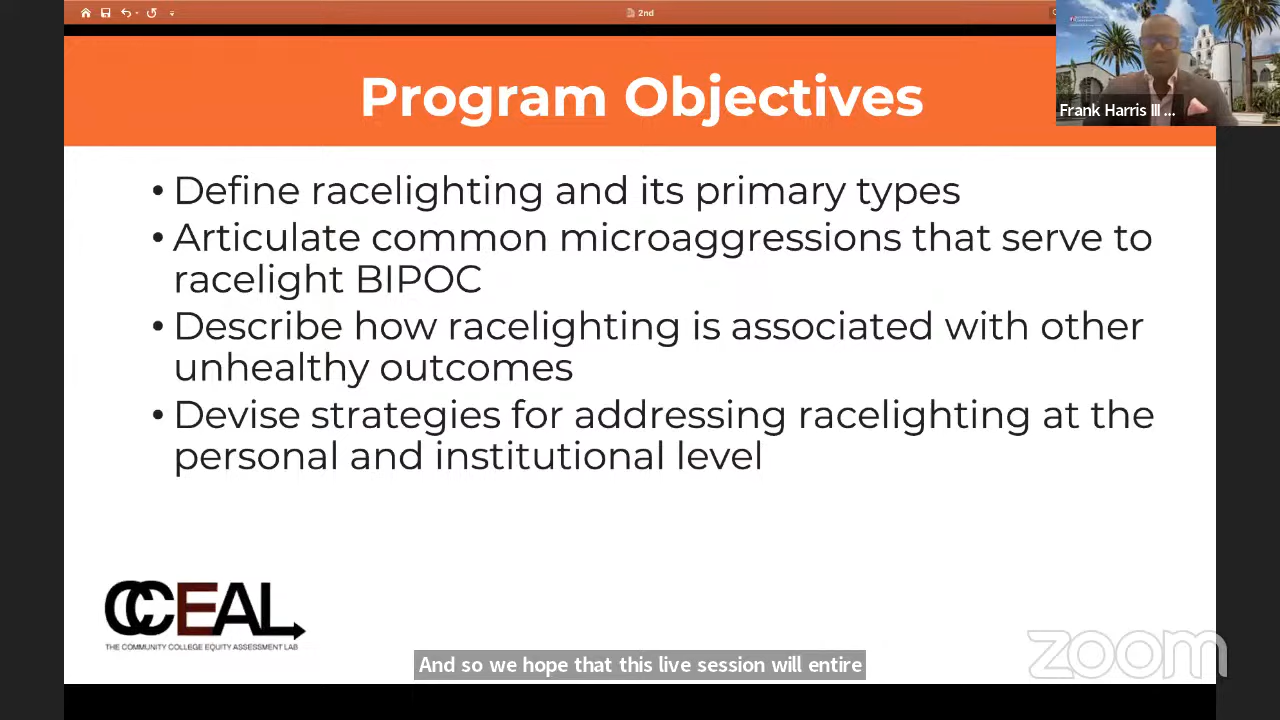 2nd
Program Objectives
Frank Harris III ...
• Define racelighting and its primary types
• Articulate common microaggressions that serve to
racelight BIPOC
• Describe how racelighting is associated with other
unhealthy outcomes
• Devise strategies for addressing racelighting at the
personal and institutional level
CCEAL
THE COMMUNITY COLLEGE EQUITY ASSESSMENT LAB
And so we hope that this live session will entire
zoom